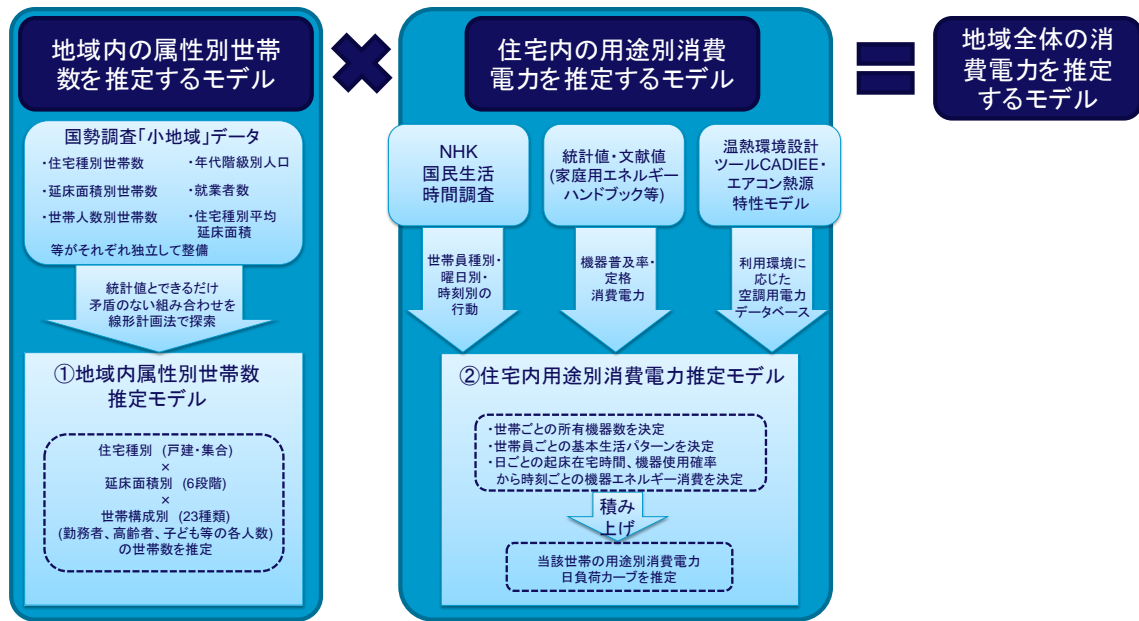 地域内の属性別世帯
数を推定するモデル
×
住宅内の用途別消費
電力を推定するモデル
=
地域全体の消
費電力を推定
するモデル
国勢調査「小地域」データ
・住宅種別世帯数
・延床面積別世帯数
・世帯人数別世帯数
・年代階級別人口
・就業者数
・住宅種別平均
延床面積
等がそれぞれ独立して整備
統計値とできるだけ
矛盾のない組み合わせを
線形計画法で探索
①地域内属性別世帯数
推定モデル
住宅種別 (戸建・集合)
×
延床面積別 (6段階)
×
世帯構成別 (23種類)
(勤務者、高齢者、子ども等の各人数)
の世帯数を推定
NHK
国民生活
時間調査
統計値・文献値
(家庭用エネルギー
ハンドブック等)
温熱環境設計
ツールCADIEE・
エアコン熱源
特性モデル
世帯員種別・
曜日別・
時刻別の
行動
機器普及率・
定格
消費電力
利用環境に
応じた
空調用電力
データベース
②住宅内用途別消費電力推定モデル
・世帯ごとの所有機器数を決定
・世帯員ごとの基本生活パターンを決定
・日ごとの起床在宅時間、機器使用確率
から時刻ごとの機器エネルギー消費を決定
積み
上げ
当該世帯の用途別消費電力
日負荷カーブを推定